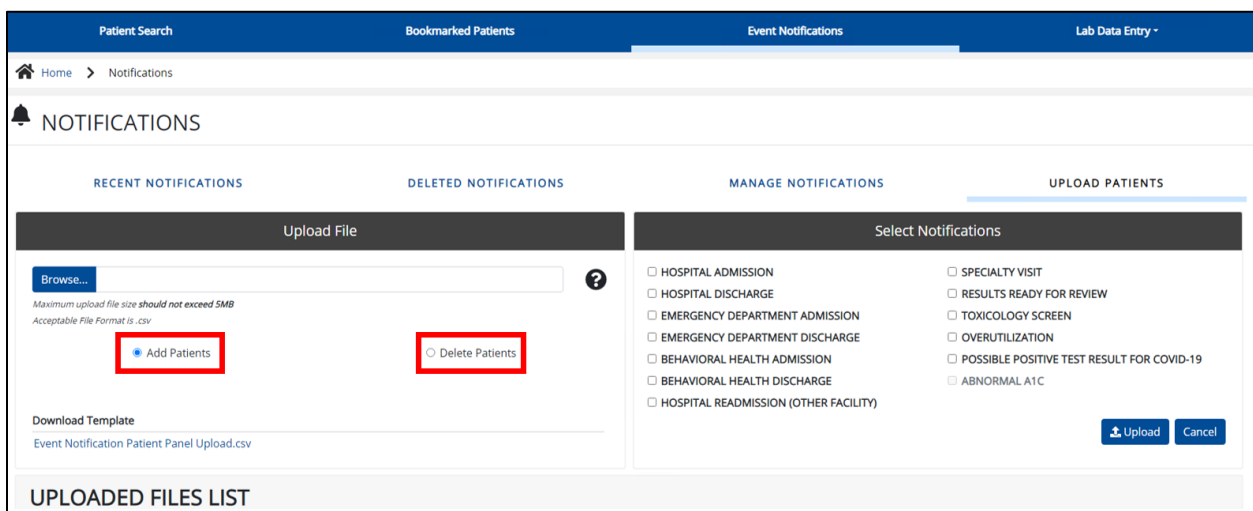 Patient Search
Bookmarked Patients
Event Notifications
Lab Data Entry
Home > Notifications
NOTIFICATIONS
RECENT NOTIFICATIONS
DELETED NOTIFICATIONS
MANAGE NOTIFICATIONS
UPLOAD PATIENTS
Upload File
Browse...
?
Maximum upload file size should not exceed 5MB
Acceptable File Format is .csv
Add Patients
Delete Patients
Download Template
Event Notification Patient Panel Upload.csv
Select Notifications
HOSPITAL ADMISSION
HOSPITAL DISCHARGE
EMERGENCY DEPARTMENT ADMISSION
EMERGENCY DEPARTMENT DISCHARGE
BEHAVIORAL HEALTH ADMISSION
BEHAVIORAL HEALTH DISCHARGE
HOSPITAL READMISSION (OTHER FACILITY)
SPECIALTY VISIT
RESULTS READY FOR REVIEW
TOXICOLOGY SCREEN
OVERUTILIZATION
POSSIBLE POSITIVE TEST RESULT FOR COVID-19
ABNORMAL A1C
Upload
Cancel
UPLOADED FILES LIST